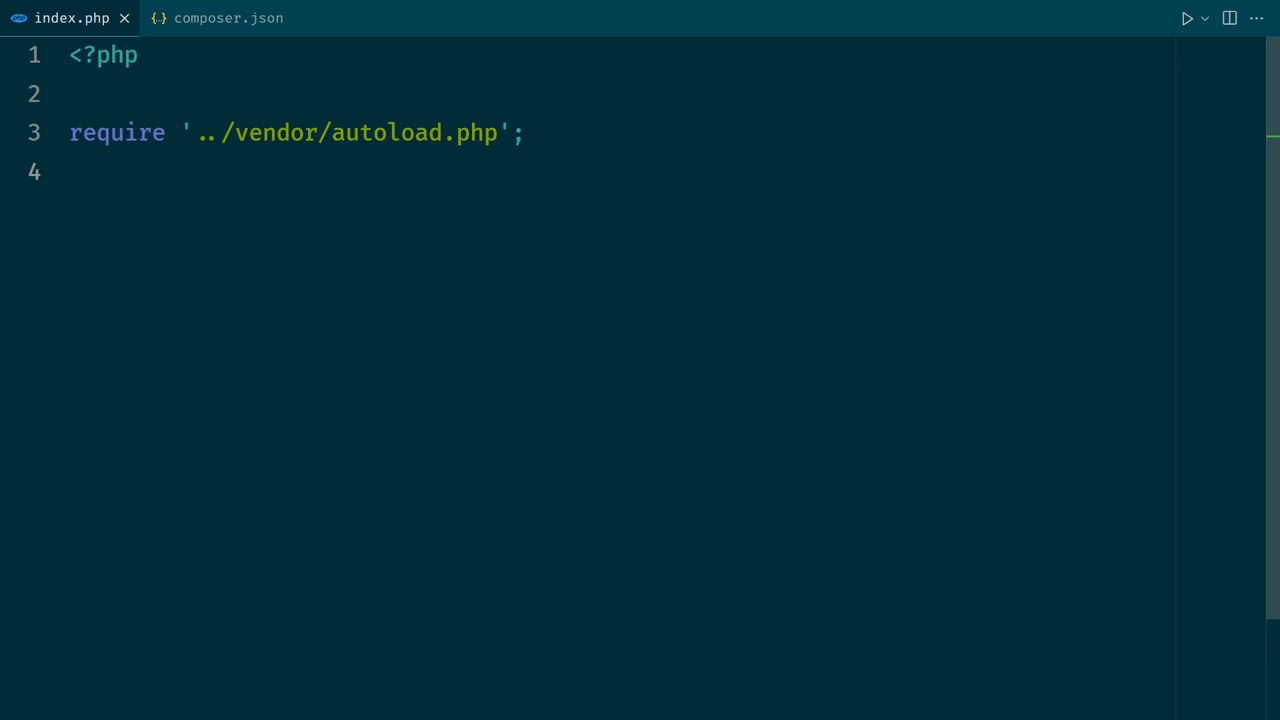 index.php
{..} composer.json
1 <?php
2
3 require '../vendor/autoload.php';
4